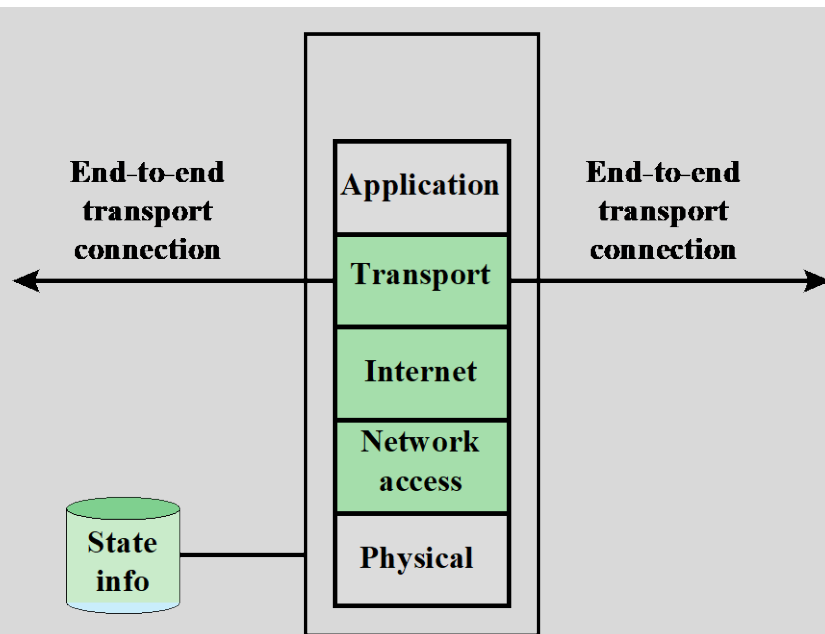 End-to-end
transport
connection
Application
Transport
Internet
Network
access
Physical
End-to-end
transport
connection
State
info